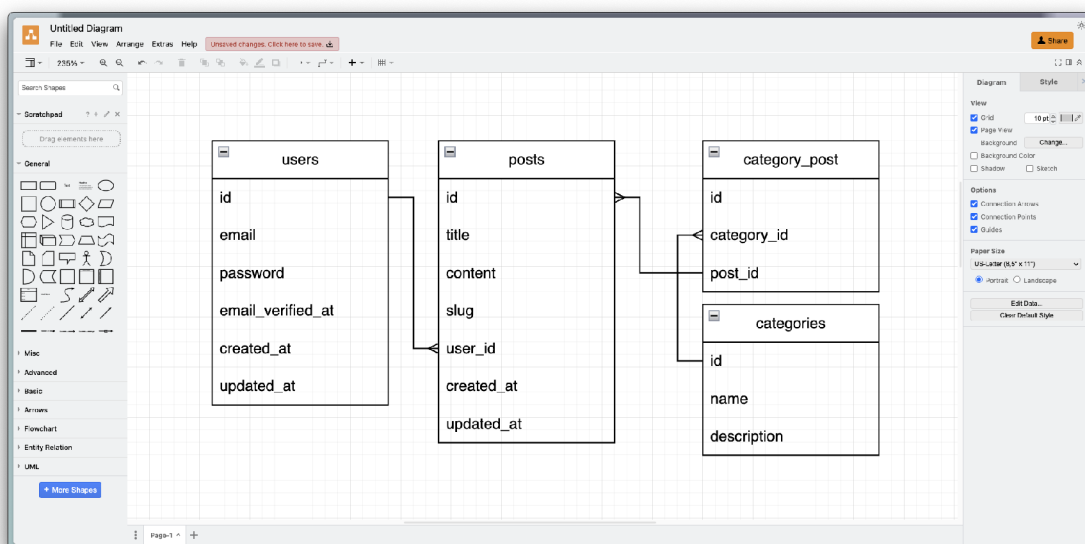 Untitled Diagram
File Edit View Arrange Extras Help Unsaved changes. Click here to save.
Share
235%
Search Shapes
Scratchpad
Drag elements here
General
Text
Misc
Advanced
Basic
Arrows
Flowchart
Entity Relation
UML
+ More Shapes
users
id
email
password
email_verified_at
created_at
updated_at
posts
id
title
content
slug
user_id
created_at
updated_at
category_post
id
category_id
post_id
categories
id
name
description
Diagram Style
View
Grid 10 pt
Page View
Background Change...
Background Color
Shadow Sketch
Options
Connection Arrows
Connection Points
Guides
Paper Size
US-Letter (8,5" x 11")
Portrait Landscape
Edit Data...
Clear Default Style
Page-1